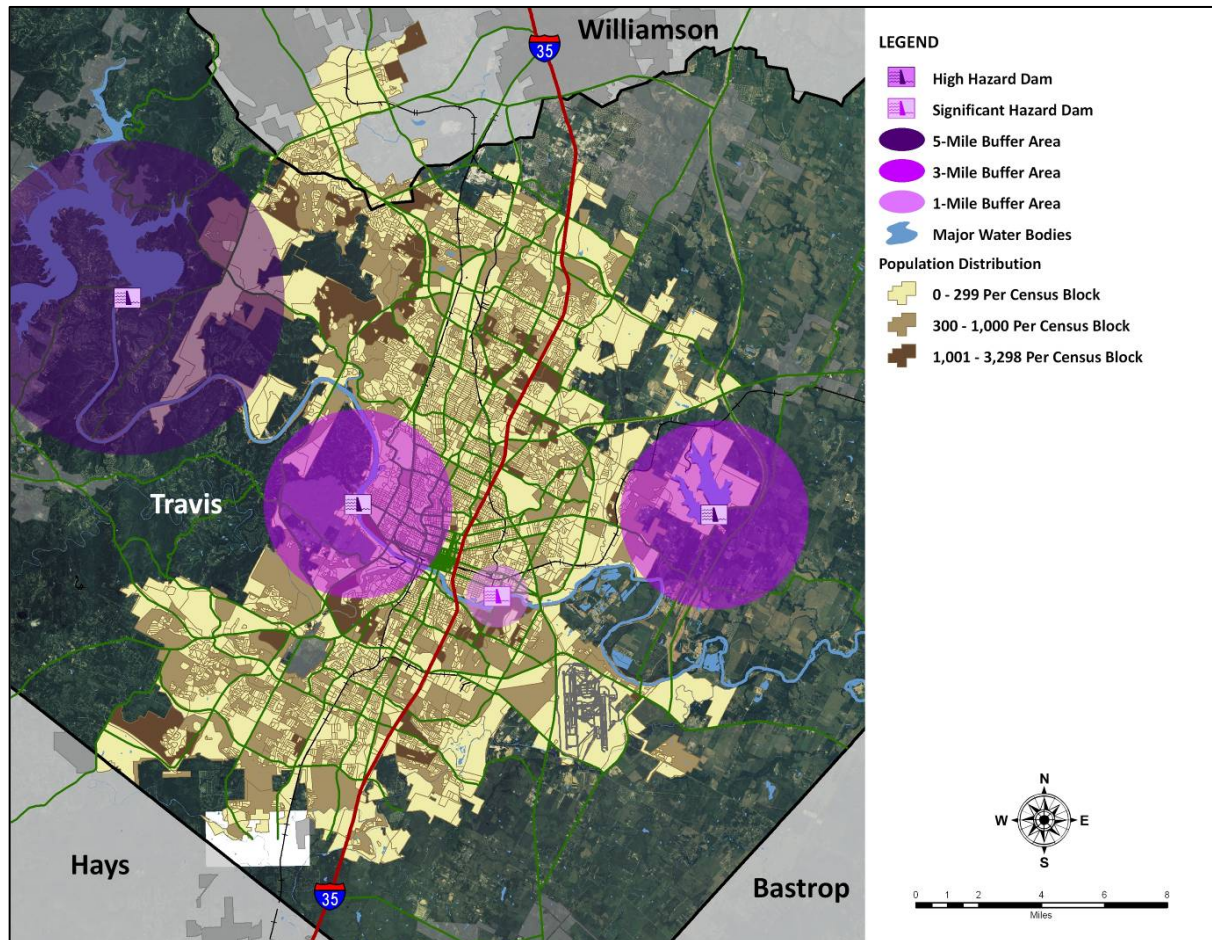 Williamson
35
Travis
Hays
35
Bastrop
LEGEND
High Hazard Dam
Significant Hazard Dam
5-Mile Buffer Area
3-Mile Buffer Area
1-Mile Buffer Area
Major Water Bodies
Population Distribution
0 - 299 Per Census Block
300 - 1,000 Per Census Block
1,001 - 3,298 Per Census Block
N
W E
S
0 1 2 4 6 8
Miles